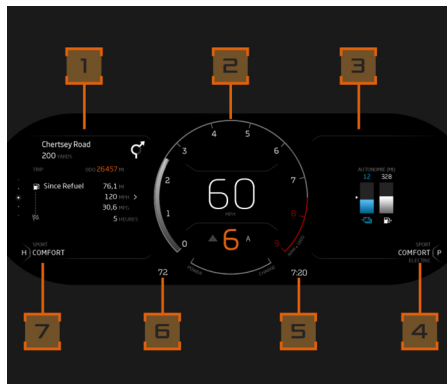 1
2
3
Chertsey Road
200 YARDS
TRIP ODO 26457 MI
Since Refuel 76,1 MI
120 MPH
30,6 MPG
5 HEURES
0
1
2
3
4
5
6
7
8
9
60
MPH
6 A
POWER
CHARGE
AUTONOMIE (MI)
12 328
SPORT
H COMFORT
SPORT
COMFORT P
ELECTRIC
72
7:20
7
6
5
4